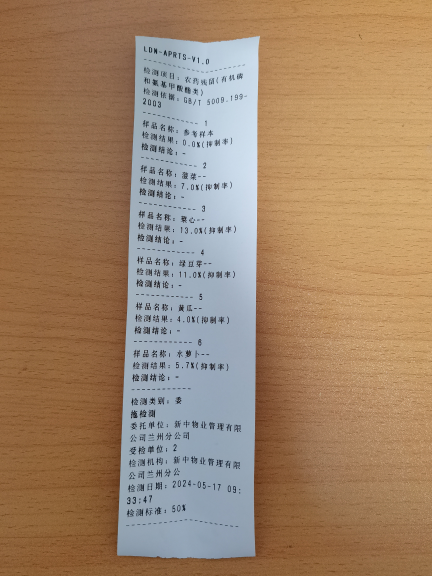 LDW-APRTS-V1.0
--------------
检测项目: 农药残留(有机磷
和氨基甲酸酯类)
检测依据: GB/T 5009.199-
2003
------------- 1
样品名称: 参考样本
检测结果: 0.0%(抑制率)
检测结论: -
------------- 2
样品名称: 菠菜--
检测结果: 7.0%(抑制率)
检测结论: -
------------- 3
样品名称: 菜心--
检测结果: 13.0%(抑制率)
检测结论: -
------------- 4
样品名称: 绿豆芽--
检测结果: 11.0%(抑制率)
检测结论: -
------------- 5
样品名称: 黄瓜--
检测结果: 4.0%(抑制率)
检测结论: -
------------- 6
样品名称: 水萝卜--
检测结果: 5.7%(抑制率)
检测结论: -
--------------
检测类别: 委
拖检测
委托单位: 新中物业管理有限
公司兰州分公司
受检单位: 2
检测机构: 新中物业管理有限
公司兰州分公
检测日期: 2024-05-17 09:
33:47
检测标准: 50%